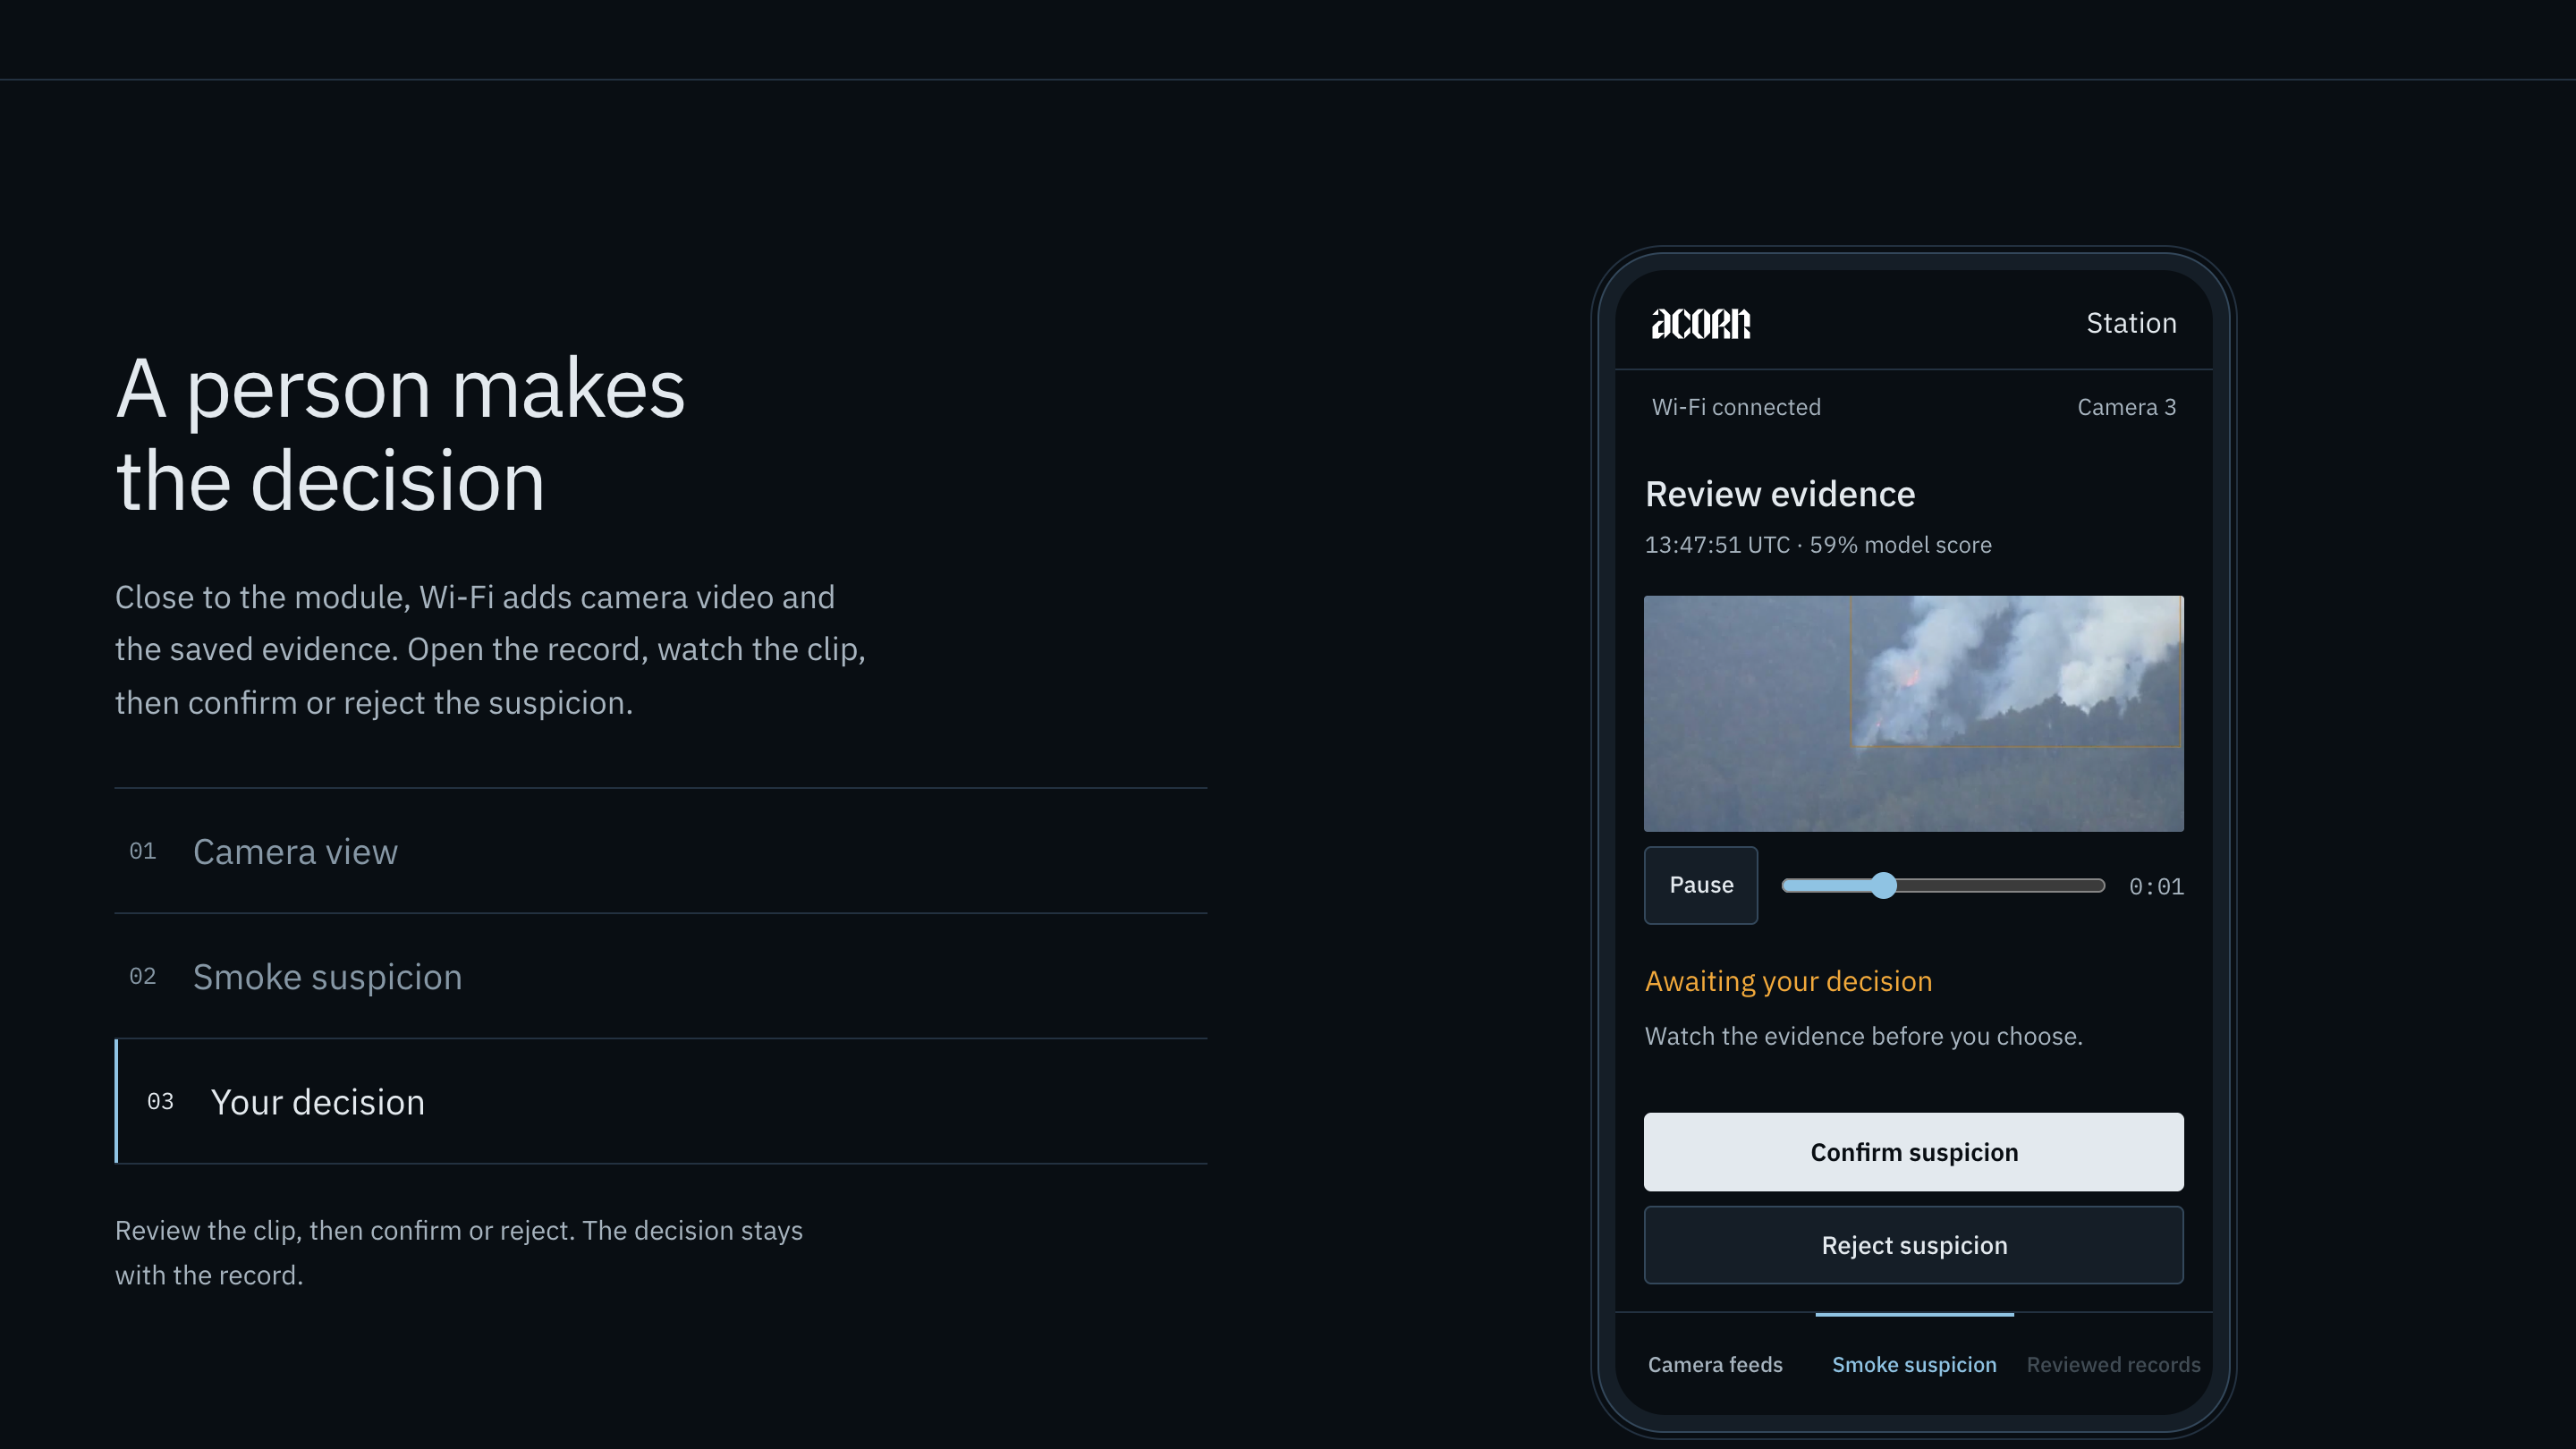 A person makes
the decision
Close to the module, Wi-Fi adds camera video and
the saved evidence. Open the record, watch the clip,
then confirm or reject the suspicion.
01 Camera view
02 Smoke suspicion
03 Your decision
Review the clip, then confirm or reject. The decision stays
with the record.
acorn
Station
Wi-Fi connected
Camera 3
Review evidence
13:47:51 UTC · 59% model score
Pause
0:01
Awaiting your decision
Watch the evidence before you choose.
Confirm suspicion
Reject suspicion
Camera feeds
Smoke suspicion
Reviewed records